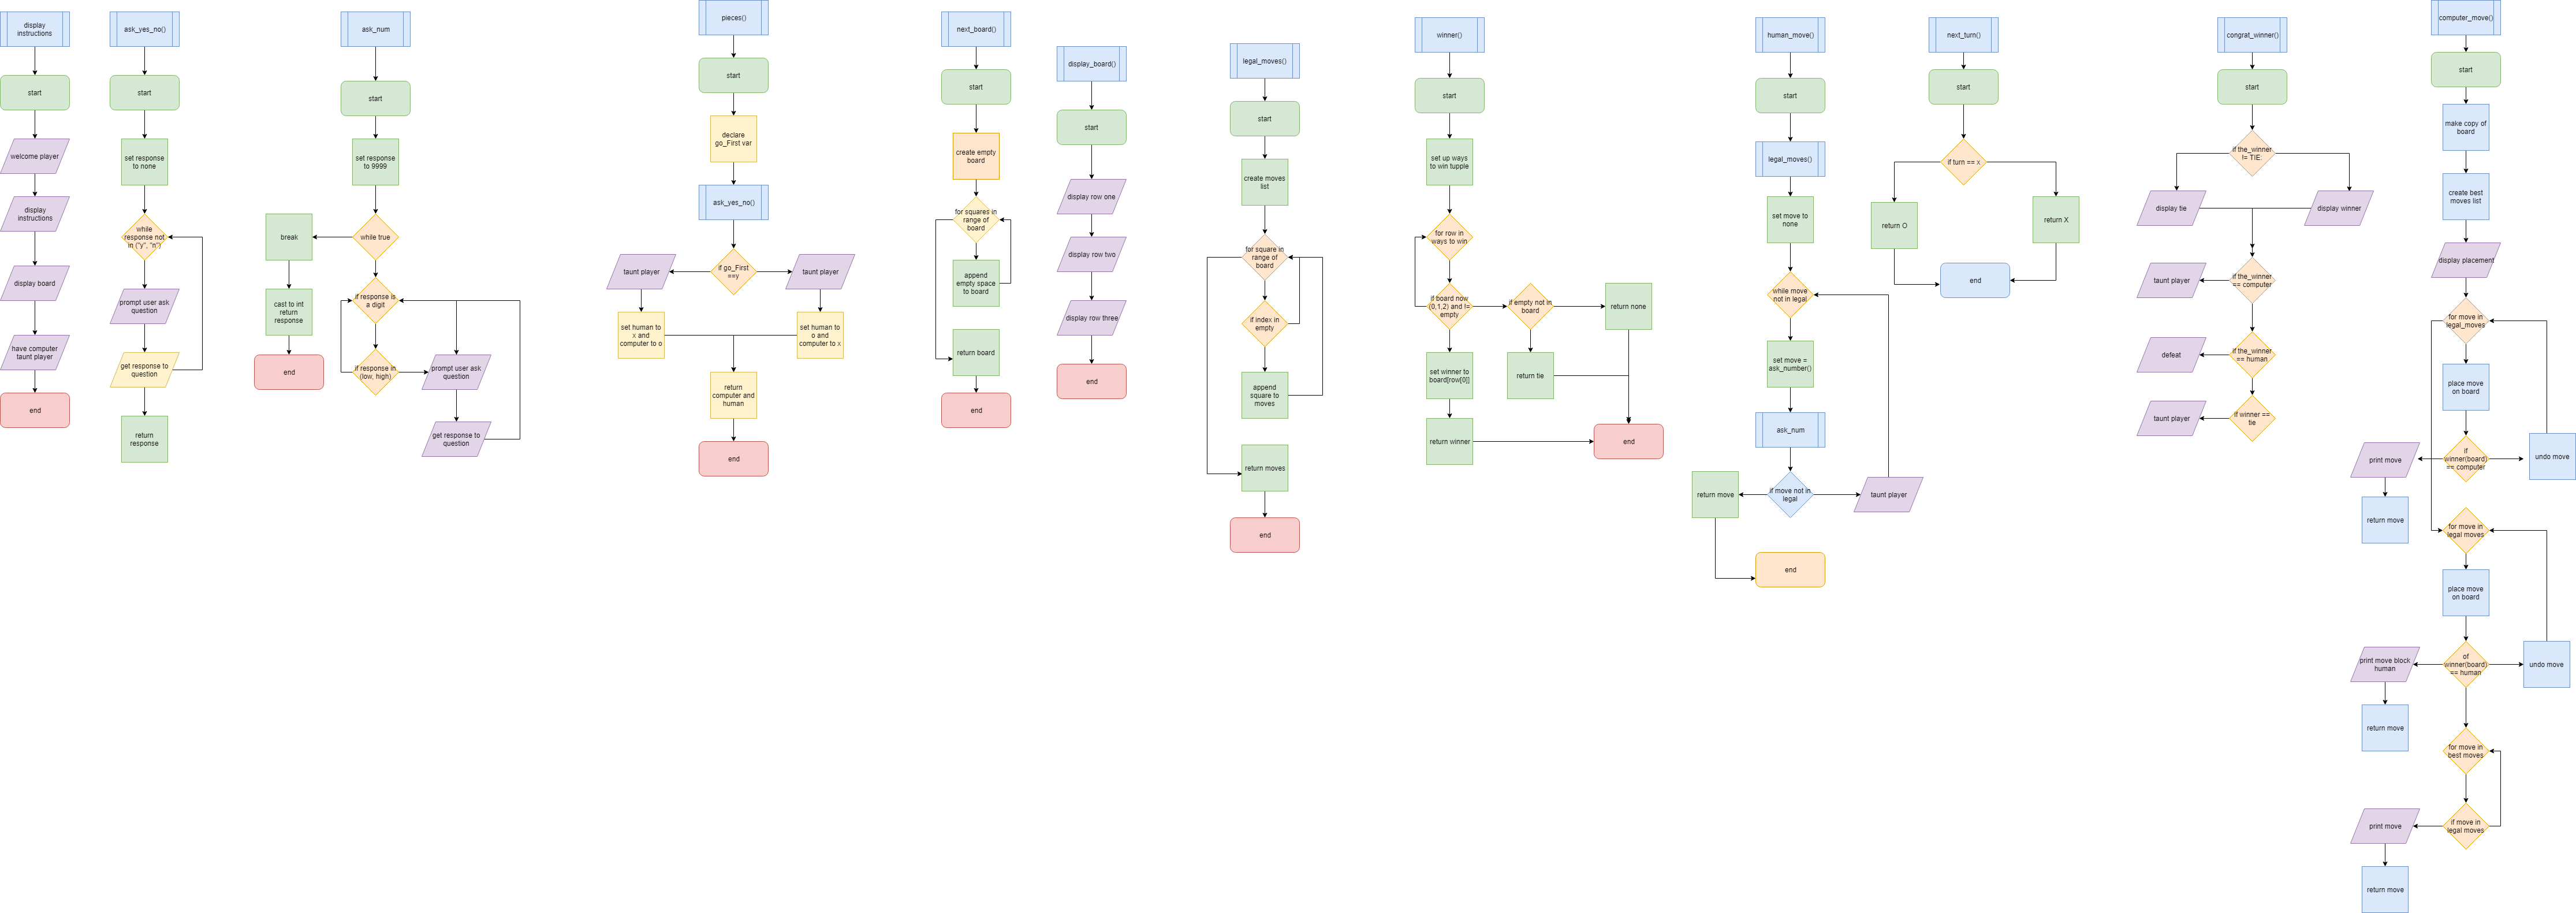 display
instructions
start
welcome player
display
instructions
display board
have computer
taunt player
end
ask_yes_no()
start
set response
to none
while
response not
in ("y", "n")
prompt user ask
question
get response to
question
return
response
ask_num
start
set response
to 9999
while true
break
cast to int
return
response
end
if response is
a digit
if response in
(low, high)
prompt user ask
question
get response to
question
pieces()
start
declare
go_First var
ask_yes_no()
if go_First
==y
taunt player
taunt player
set human to
x and
computer to o
set human to
o and
computer to x
return
computer and
human
end
next_board()
start
create empty
board
for squares in
range of
board
append
empty space
to board
return board
end
display_board()
start
display row one
display row two
display row three
end
legal_moves()
start
create moves
list
for square in
range of
board
if index in
empty
append
square to
moves
return moves
end
winner()
start
set up ways
to win tupple
for row in
ways to win
if board now
(0,1,2) and !=
empty
if empty not in
board
return none
set winner to
board[row[0]]
return tie
return winner
end
human_move()
start
legal_moves()
set move to
none
while move
not in legal
set move =
ask_number()
ask_num
if move not in
legal
return move
taunt player
end
next_turn()
start
if turn == x
return O
return X
end
congrat_winner()
start
if the_winner
!= TIE:
display tie
display winner
if the_winner
== computer
taunt player
if the_winner
== human
defeat
if winner ==
tie
taunt player
computer_move()
start
make copy of
board
create best
moves list
display placement
for move in
legal_moves
place move
on board
if
winner(board)
== computer
print move
undo move
return move
for move in
legal moves
place move
on board
of
winner(board)
== human
print move block
human
undo move
return move
for move in
best moves
if move in
legal moves
print move
return move